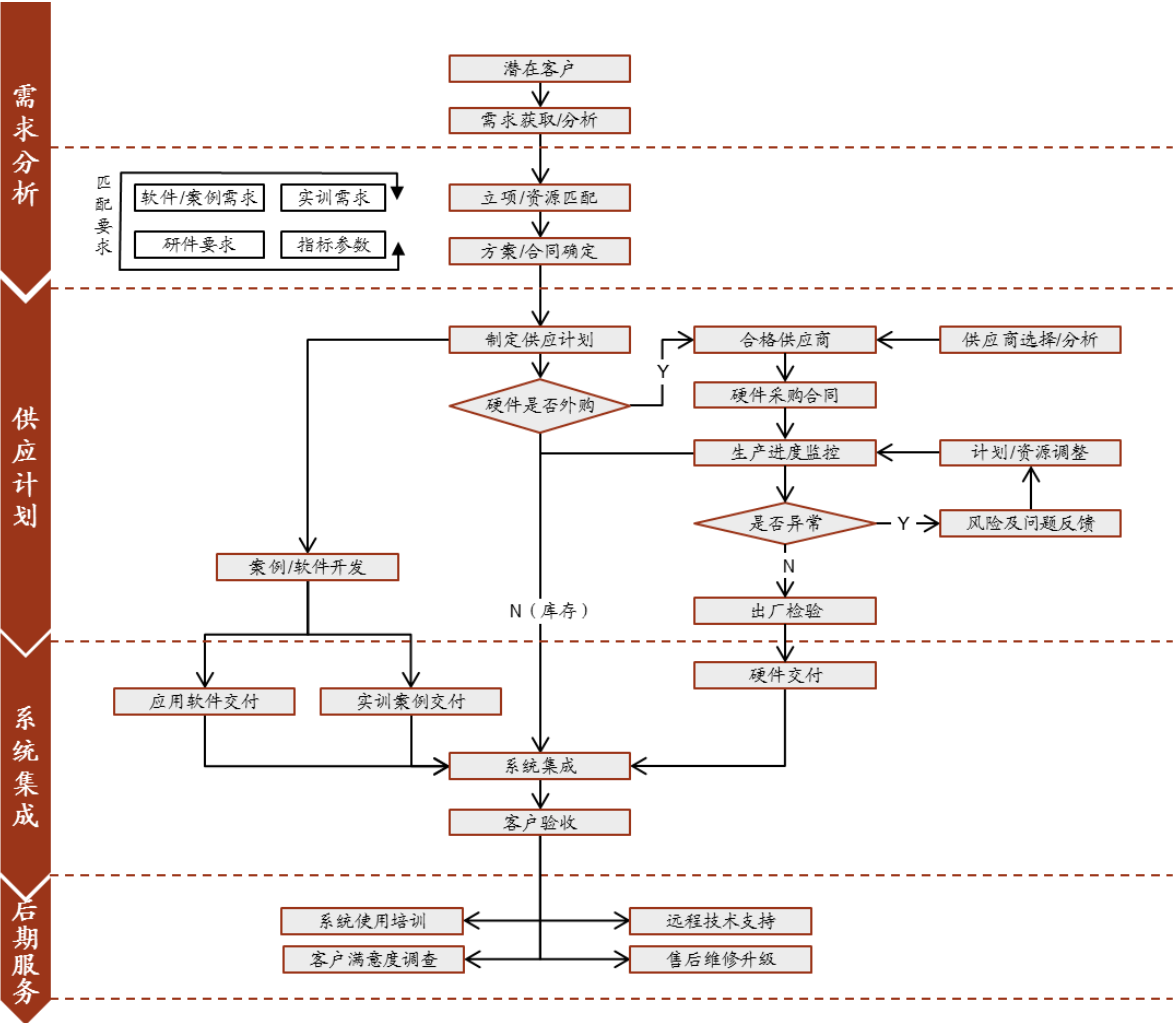 需求分析
潜在客户
需求获取/分析
匹配要求
软件/案例需求
实训需求
研件要求
指标参数
立项/资源匹配
方案/合同确定
供应计划
制定供应计划
合格供应商
供应商选择/分析
Y
硬件是否外购
硬件采购合同
生产进度监控
计划/资源调整
是否异常
Y
风险及问题反馈
案例/软件开发
N
N（库存）
出厂检验
系统集成
硬件交付
应用软件交付
实训案例交付
系统集成
客户验收
后期服务
系统使用培训
远程技术支持
客户满意度调查
售后维修升级